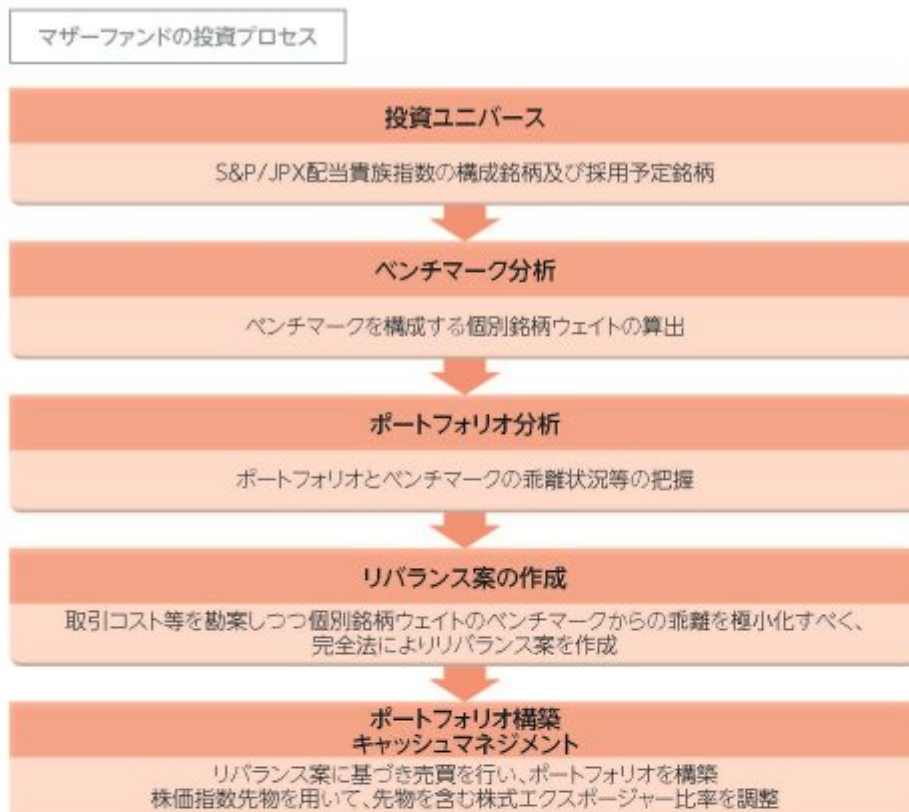 マザーファンドの投資プロセス
投資ユニバース
S&P/JPX配当貴族指数の構成銘柄及び採用予定銘柄
ベンチマーク分析
ベンチマークを構成する個別銘柄ウェイトの算出
ポートフォリオ分析
ポートフォリオとベンチマークの乖離状況等の把握
リバランス案の作成
取引コスト等を勘案しつつ個別銘柄ウェイトのベンチマークからの乖離を極小化すべく、
完全法によりリバランス案を作成
ポートフォリオ構築
キャッシュマネジメント
リバランス案に基づき売買を行い、ポートフォリオを構築
株価指数先物を用いて、先物を含む株式エクスポージャー比率を調整